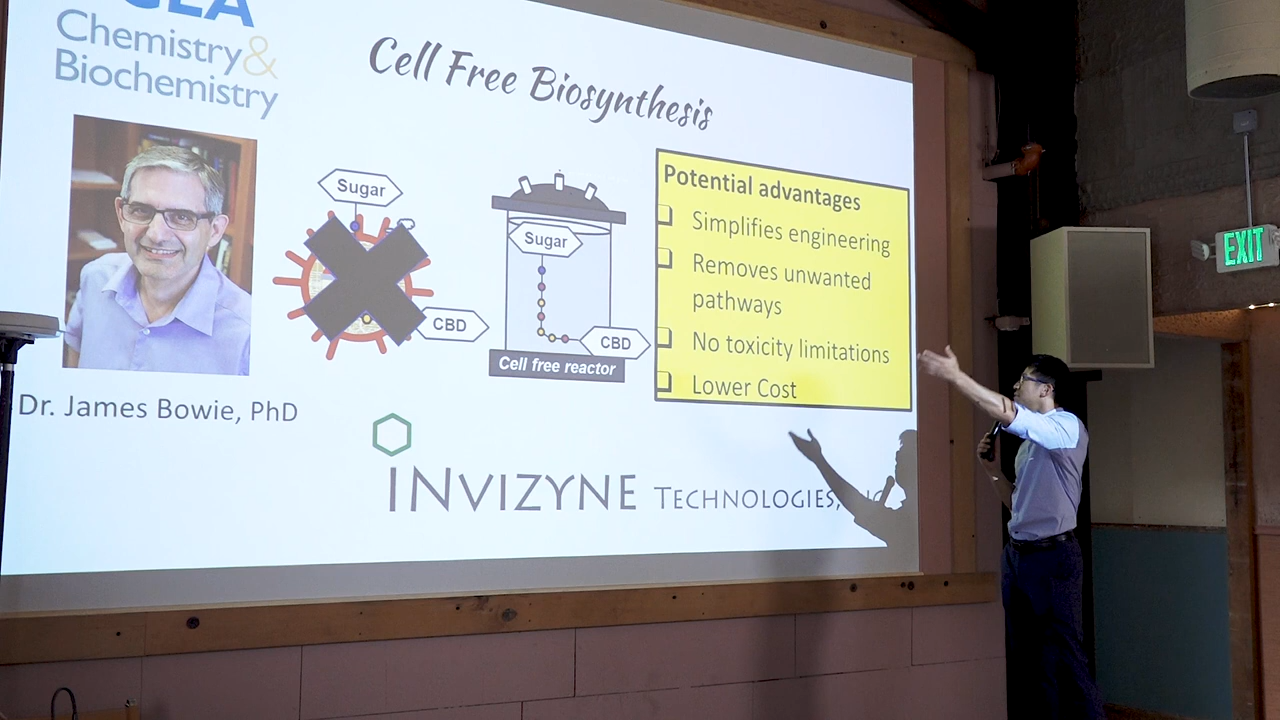 Chemistry&
Biochemistry
Cell Free Biosynthesis
Sugar
CBD
Sugar
CBD
Cell free reactor
Potential advantages
Simplifies engineering
Removes unwanted
pathways
No toxicity limitations
Lower Cost
Dr. James Bowie, PhD
INVIZYNE TECHNOLOGIES,
EXIT